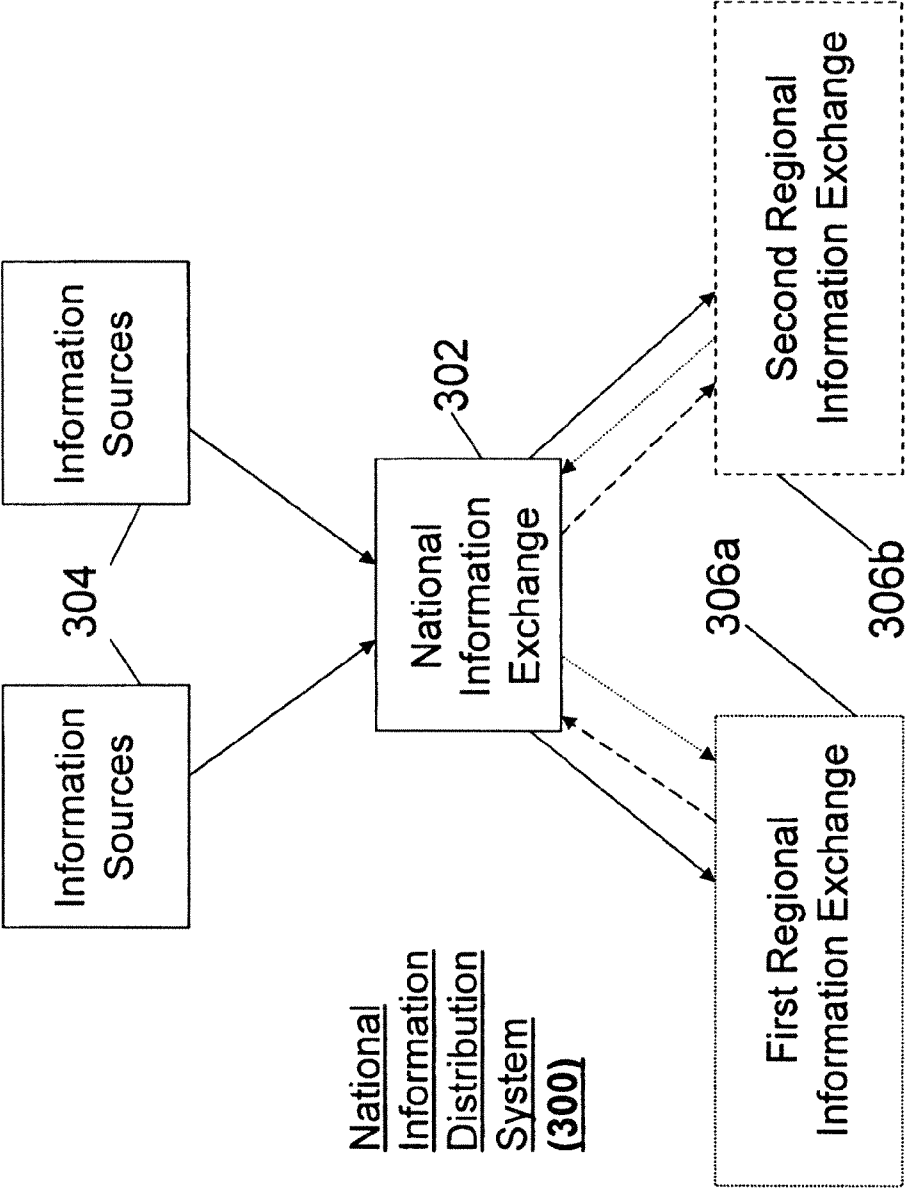 Information
Sources
304
Information
Sources
National
Information
Distribution
System
(300)
National
Information
Exchange
302
First Regional
Information Exchange
306a
306b
Second Regional
Information Exchange